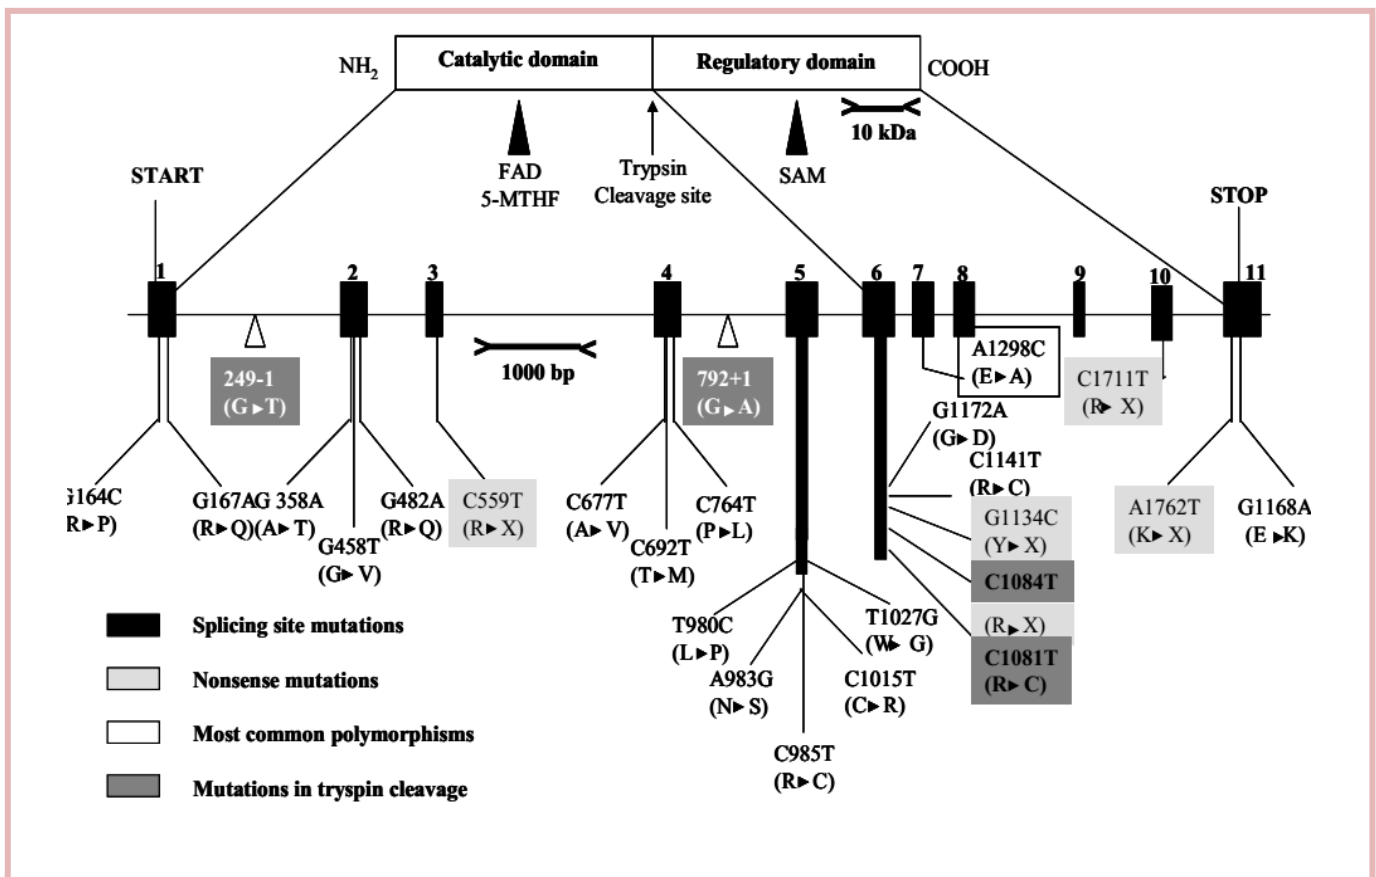 NH2
Catalytic domain
Regulatory domain
COOH
10 kDa
FAD
5-MTHF
Trypsin
Cleavage site
SAM
START
STOP
1
2
3
4
5
6
7
8
9
10
11
1000 bp
249-1
(G►T)
792+1
(G►A)
A1298C
(E►A)
C1711T
(R► X)
G1172A
(G►D)
C1141T
(R►C)
G164C
R►P)
G167A
(R►Q)
G 358A
(A►T)
G458T
(G►V)
G482A
(R►Q)
C559T
(R►X)
C677T
(A►V)
C692T
(T►M)
C764T
(P►L)
G1134C
(Y►X)
C1084T
(R►X)
C1081T
(R►C)
A1762T
(K►X)
G1168A
(E ►K)
T980C
(L►P)
A983G
(N►S)
C985T
(R►C)
C1015T
(C►R)
T1027G
(W► G)
Splicing site mutations
Nonsense mutations
Most common polymorphisms
Mutations in tryspin cleavage